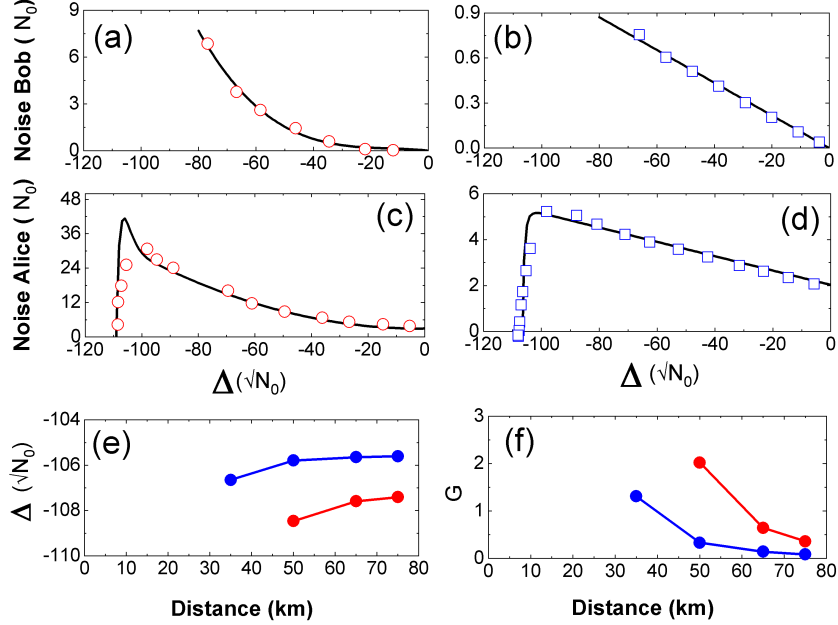 Noise Bob ( N₀)
9
6
3
0
(a)
-120 -100 -80 -60 -40 -20 0
0.9
0.6
0.3
0.0
(b)
-120 -100 -80 -60 -40 -20 0
Noise Alice ( N₀)
48
36
24
12
0
(c)
-120 -100 -80 -60 -40 -20 0
Δ (√N₀)
6
4
2
0
(d)
-120 -100 -80 -60 -40 -20 0
Δ (√N₀)
Δ (√N₀)
-104
-106
-108
-110
(e)
0 10 20 30 40 50 60 70 80
Distance (km)
G
3
2
1
0
(f)
0 10 20 30 40 50 60 70 80
Distance (km)